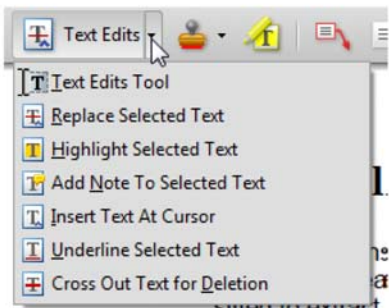 Text Edits
Text Edits Tool
Replace Selected Text
Highlight Selected Text
Add Note To Selected Text
Insert Text At Cursor
Underline Selected Text
Cross Out Text for Deletion